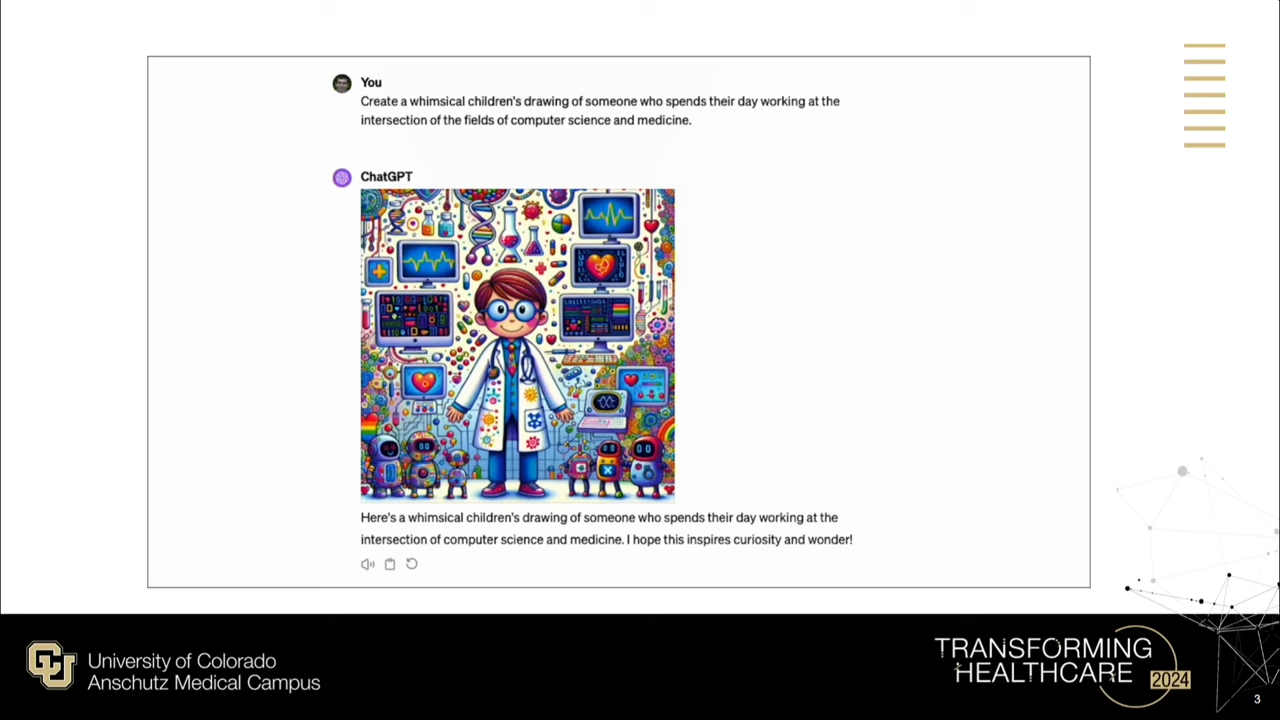 You
Create a whimsical children's drawing of someone who spends their day working at the
intersection of the fields of computer science and medicine.
ChatGPT
Here's a whimsical children's drawing of someone who spends their day working at the
intersection of computer science and medicine. I hope this inspires curiosity and wonder!
CU
University of Colorado
Anschutz Medical Campus
TRANSFORMING
HEALTHCARE
2024
3